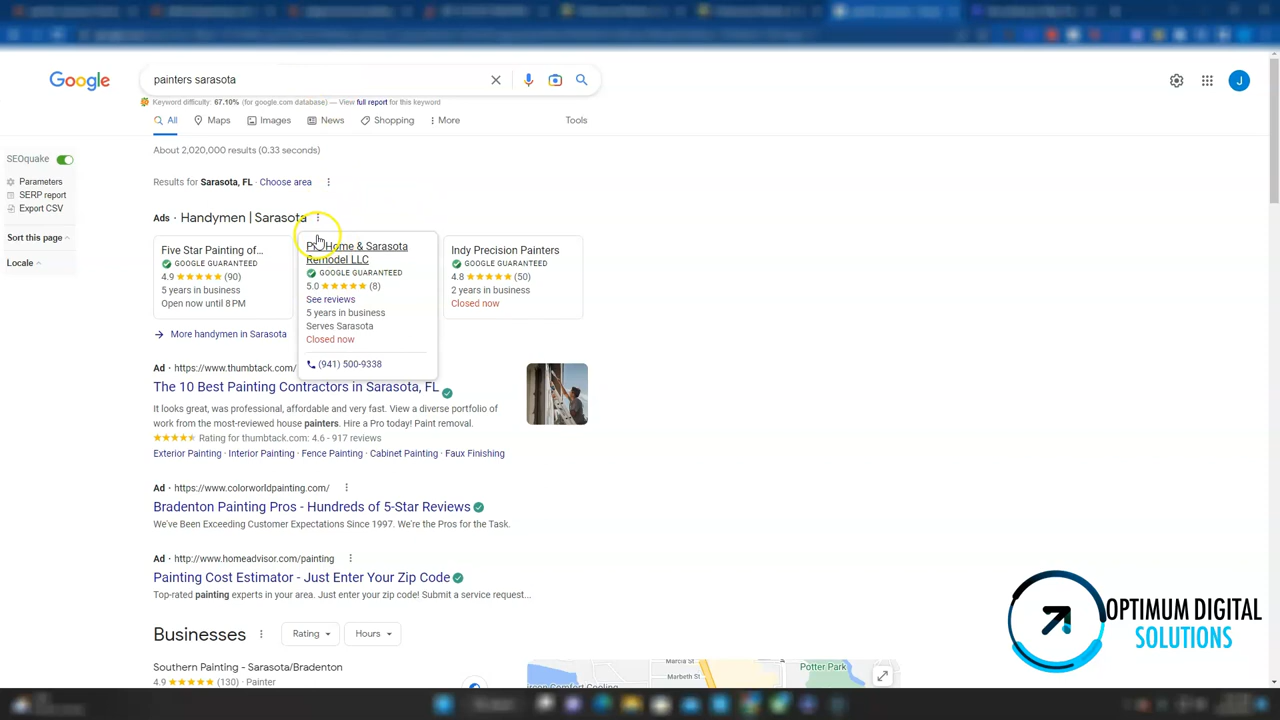 Google
painters sarasota
Keyword difficulty: 67.10% (for google.com database) — View full report for this keyword
All Maps Images News Shopping More Tools
About 2,020,000 results (0.33 seconds)
Results for Sarasota, FL · Choose area
J
SEOquake
Parameters
SERP report
Export CSV
Sort this page
Locale
Ads · Handymen | Sarasota
Five Star Painting of...
GOOGLE GUARANTEED
4.9 (90)
5 years in business
Open now until 8 PM
Home & Sarasota
Remodel LLC
GOOGLE GUARANTEED
5.0 (8)
See reviews
5 years in business
Serves Sarasota
Closed now
(941) 500-9338
Indy Precision Painters
GOOGLE GUARANTEED
4.8 (50)
2 years in business
Closed now
More handymen in Sarasota
Ad · https://www.thumbtack.com/
The 10 Best Painting Contractors in Sarasota, FL
It looks great, was professional, affordable and very fast. View a diverse portfolio of
work from the most-reviewed house painters. Hire a Pro today! Paint removal.
Rating for thumbtack.com: 4.6 - 917 reviews
Exterior Painting · Interior Painting · Fence Painting · Cabinet Painting · Faux Finishing
Ad · https://www.colorworldpainting.com/
Bradenton Painting Pros - Hundreds of 5-Star Reviews
We've Been Exceeding Customer Expectations Since 1997. We're the Pros for the Task.
Ad · http://www.homeadvisor.com/painting
Painting Cost Estimator - Just Enter Your Zip Code
Top-rated painting experts in your area. Just enter your zip code! Submit a service request...
Businesses
Rating
Hours
Southern Painting - Sarasota/Bradenton
4.9 (130) · Painter
Marcia St
Marbeth St
Potter Park
Comfort Cooling
OPTIMUM DIGITAL
SOLUTIONS